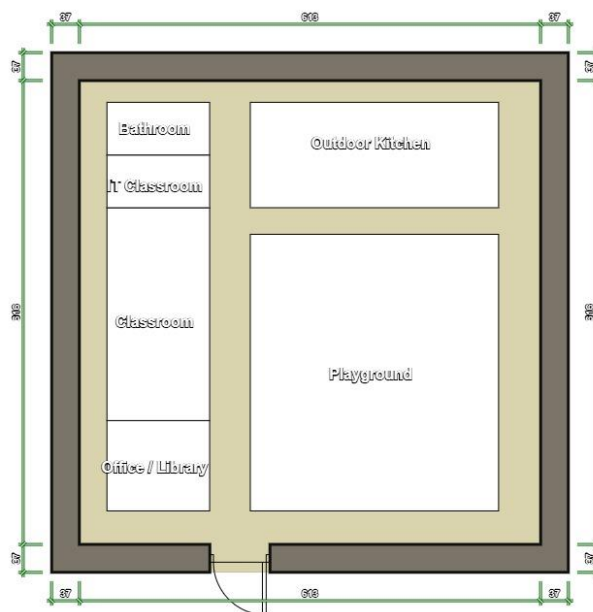 37 613 37
37 37
Bathroom
Outdoor Kitchen
IT Classroom
Classroom
Playground
Office / Library
37 37
37 613 37